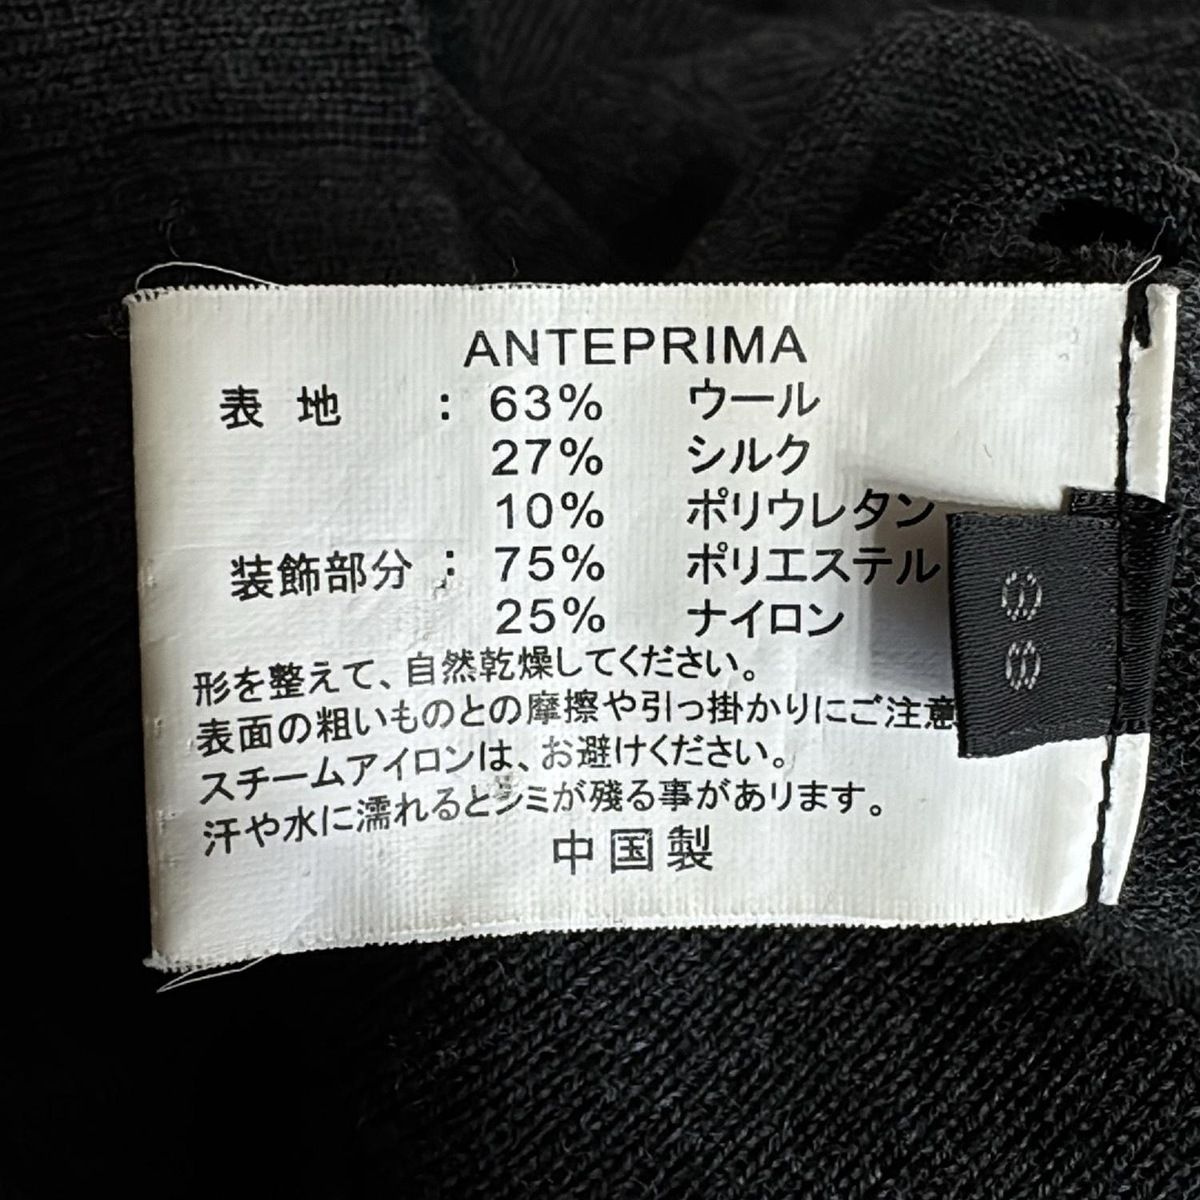 ANTEPRIMA
表地 : 63% ウール
27% シルク
10% ポリウレタン
装飾部分 : 75% ポリエステル
25% ナイロン
形を整えて、自然乾燥してください。
表面の粗いものとの摩擦や引っ掛かりにご注意
スチームアイロンは、お避けください。
汗や水に濡れるとシミが残る事があります。
中国製